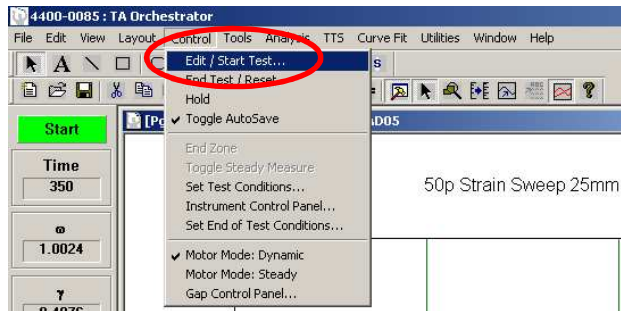 4400-0085 : TA Orchestrator
File Edit View Layout Control Tools Analysis TTS Curve Fit Utilities Window Help
A
Edit / Start Test...
End Test / Reset
Hold
Toggle AutoSave
End Zone
Toggle Steady Measure
Set Test Conditions...
Instrument Control Panel...
Set End of Test Conditions...
Motor Mode: Dynamic
Motor Mode: Steady
Gap Control Panel...
s
?
[Pg
AD05
Start
Time
350
ω
1.0024
γ
50p Strain Sweep 25mm